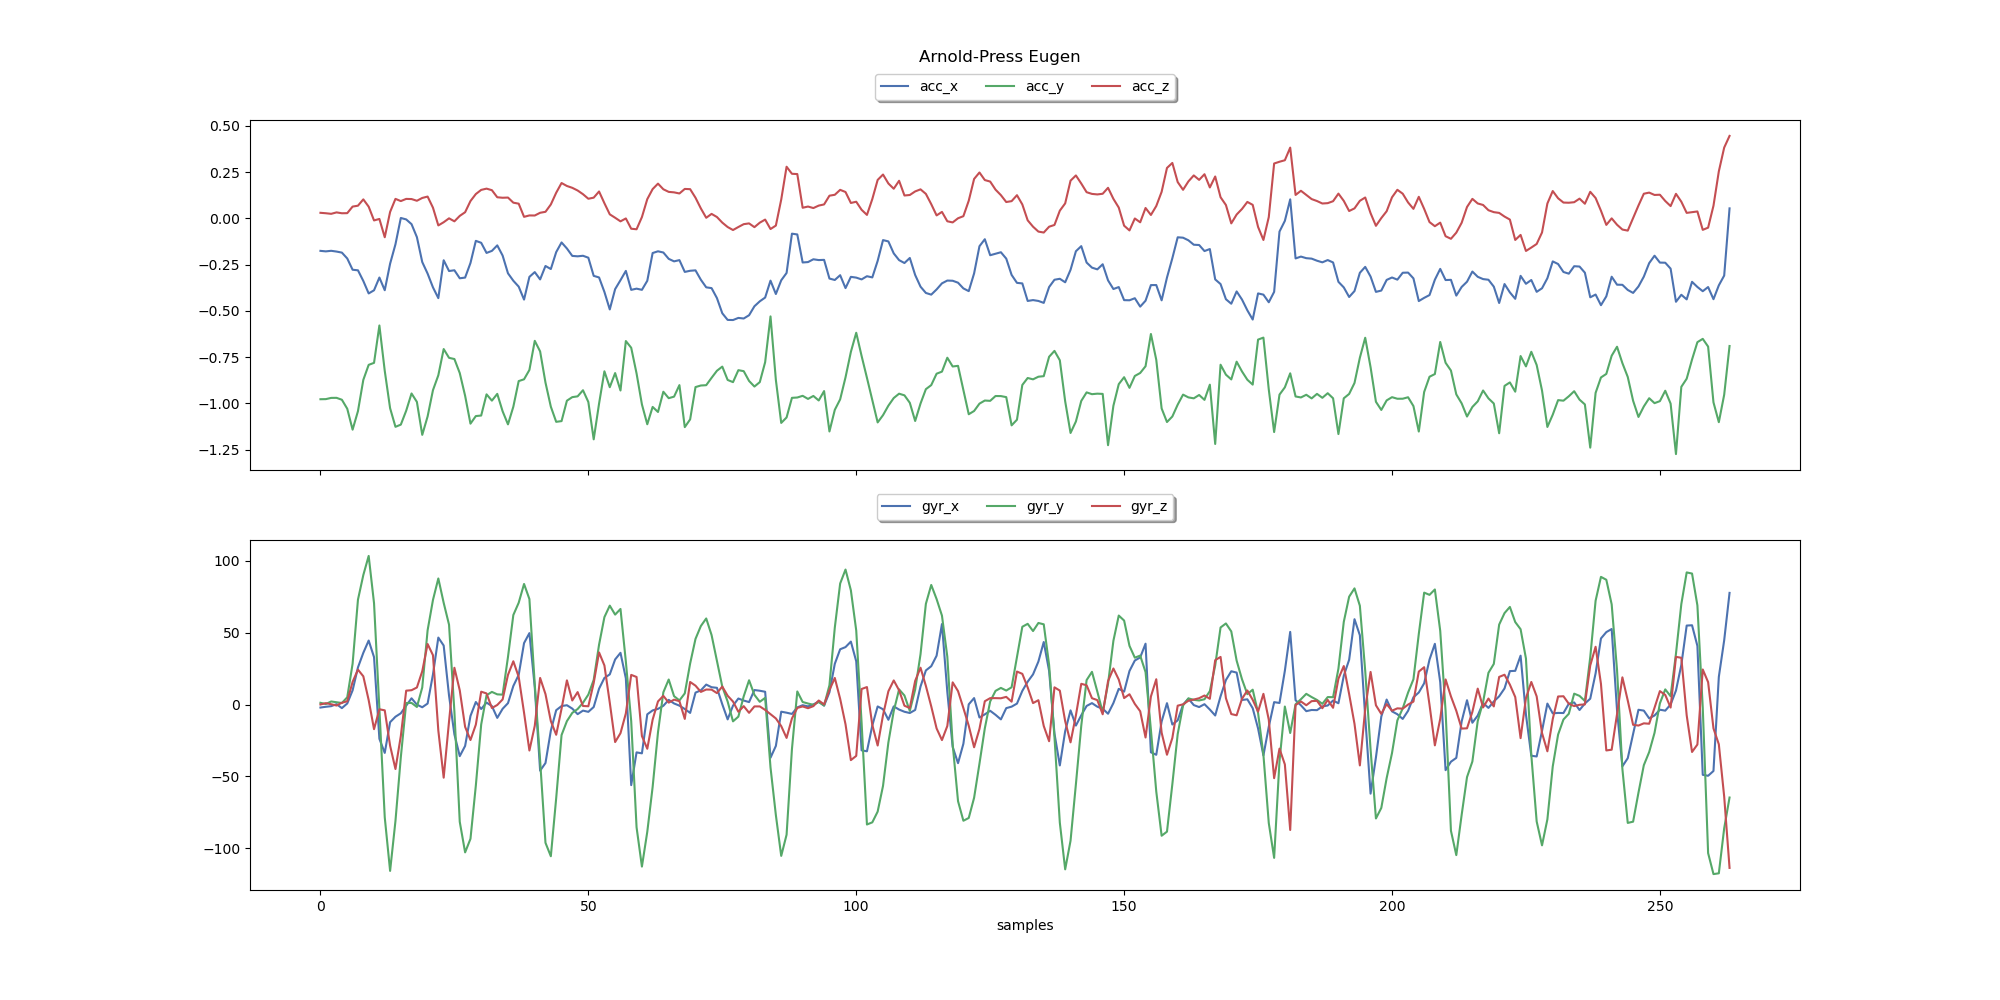 Arnold-Press Eugen
acc_x acc_y acc_z
0.50
0.25
0.00
−0.25
−0.50
−0.75
−1.00
−1.25
gyr_x gyr_y gyr_z
100
50
0
−50
−100
0 50 100 150 200 250
samples